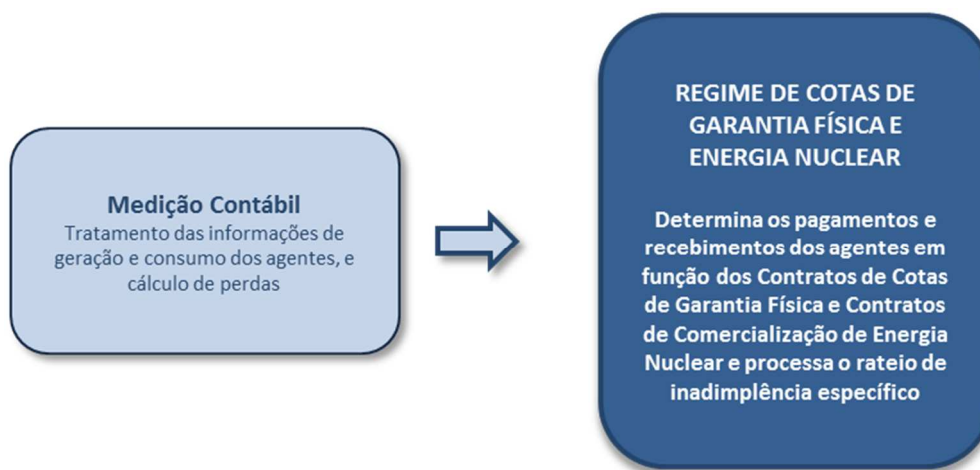 Medição Contábil
Tratamento das informações de
geração e consumo dos agentes, e
cálculo de perdas
REGIME DE COTAS DE
GARANTIA FÍSICA E
ENERGIA NUCLEAR
Determina os pagamentos e
recebimentos dos agentes em
função dos Contratos de Cotas
de Garantia Física e Contratos
de Comercialização de Energia
Nuclear e processa o rateio de
inadimplência específico